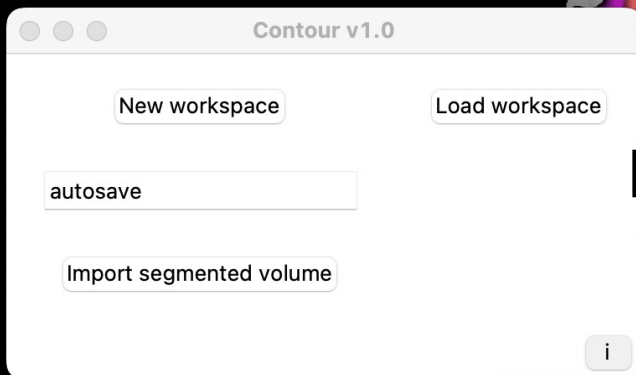 Contour v1.0
New workspace Load workspace
autosave
Import segmented volume
i